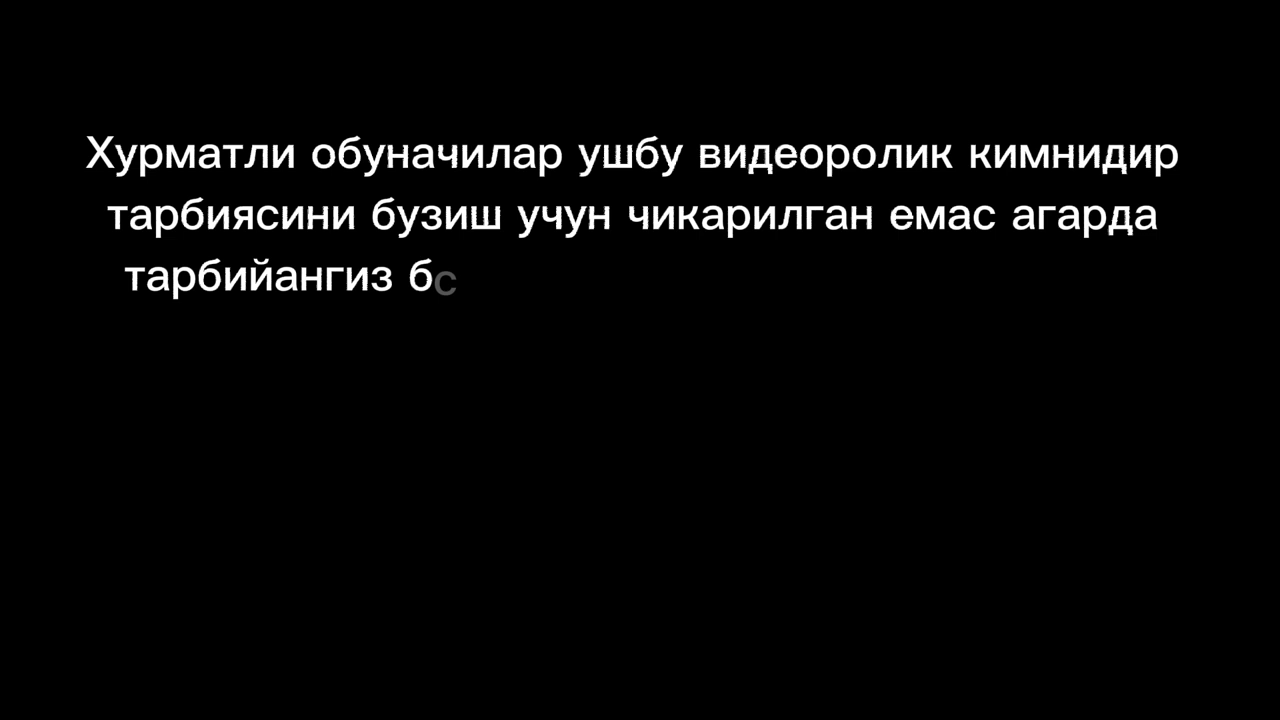 Хурматли обуначилар ушбу видеоролик кимнидир
тарбиясини бузиш учун чикарилган емас агарда
тарбийангиз бс